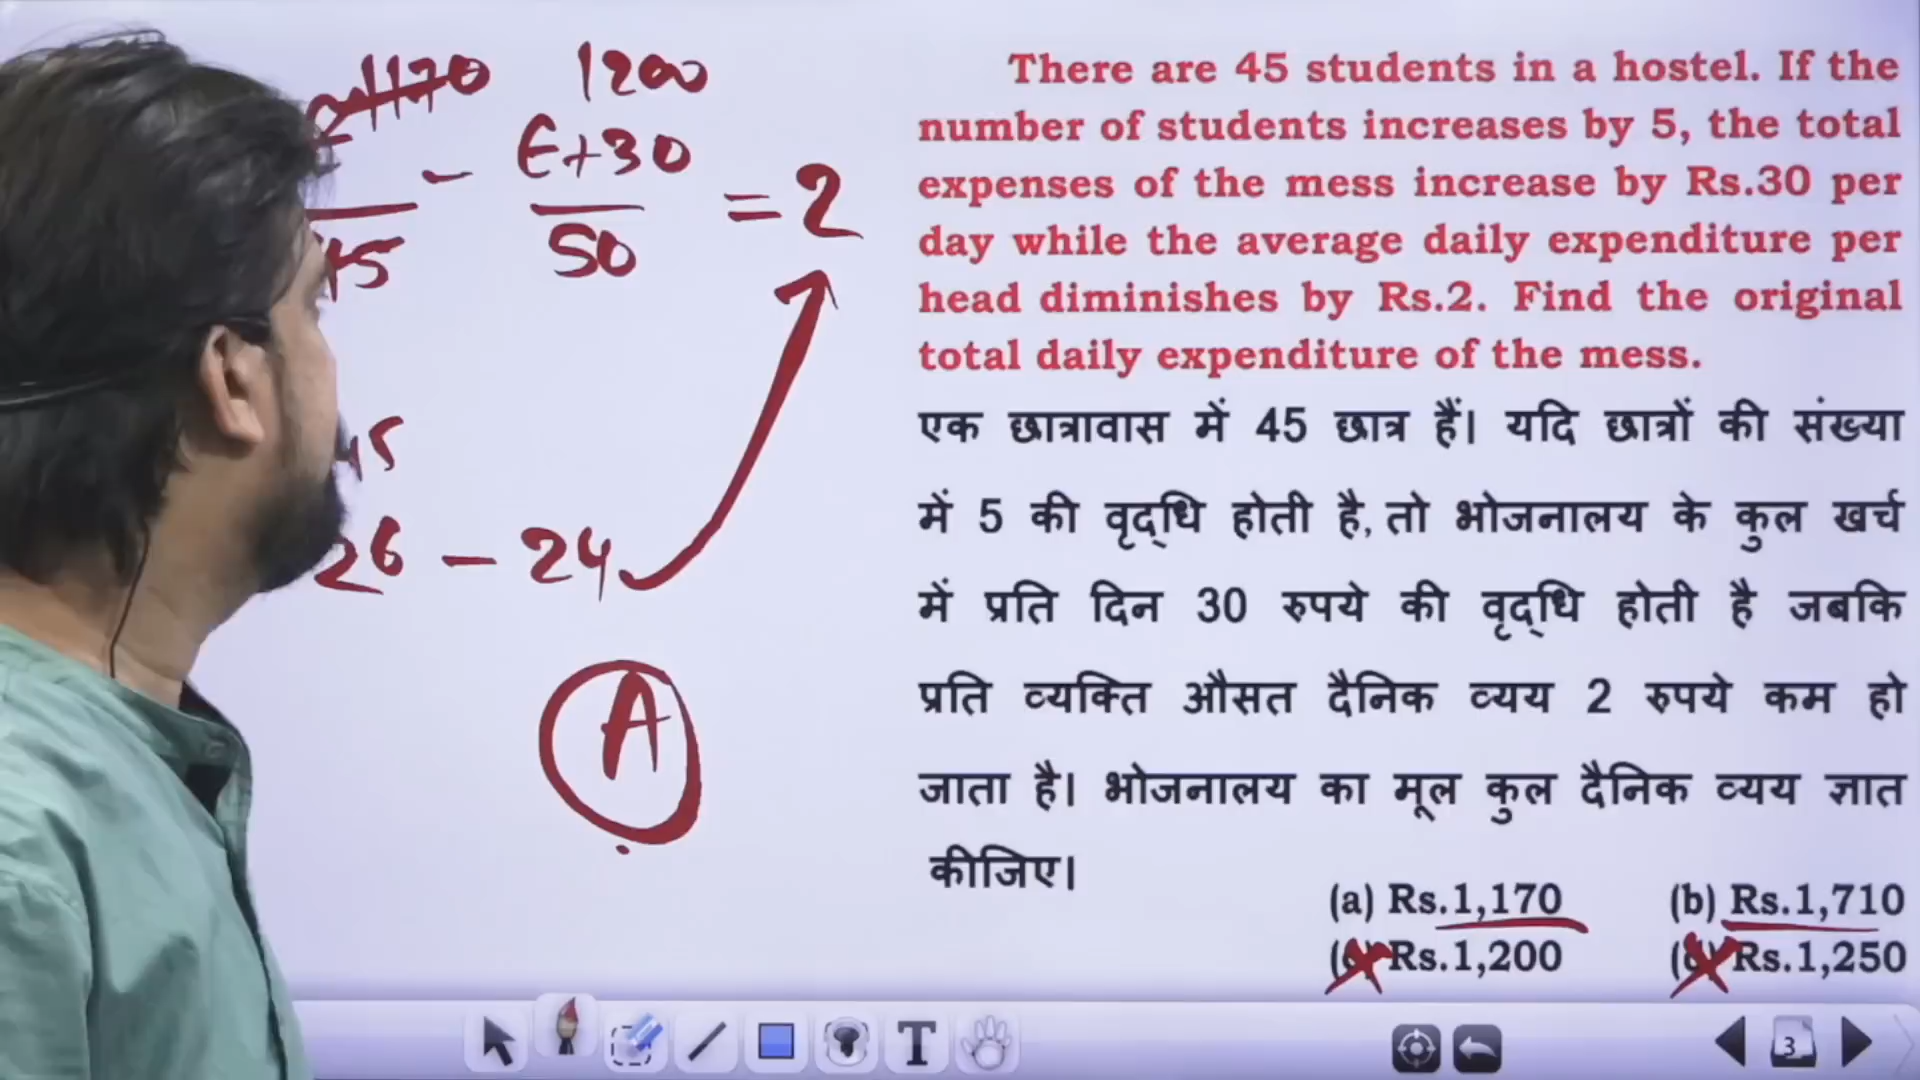 1170 1200
- E+30 = 2
45 50
45
26 - 24
A
There are 45 students in a hostel. If the
number of students increases by 5, the total
expenses of the mess increase by Rs.30 per
day while the average daily expenditure per
head diminishes by Rs.2. Find the original
total daily expenditure of the mess.
एक छात्रावास में 45 छात्र हैं। यदि छात्रों की संख्या
में 5 की वृद्धि होती है, तो भोजनालय के कुल खर्च
में प्रति दिन 30 रुपये की वृद्धि होती है जबकि
प्रति व्यक्ति औसत दैनिक व्यय 2 रुपये कम हो
जाता है। भोजनालय का मूल कुल दैनिक व्यय ज्ञात
कीजिए।
(a) Rs.1,170 (b) Rs.1,710
(c) Rs.1,200 (d) Rs.1,250
T 3